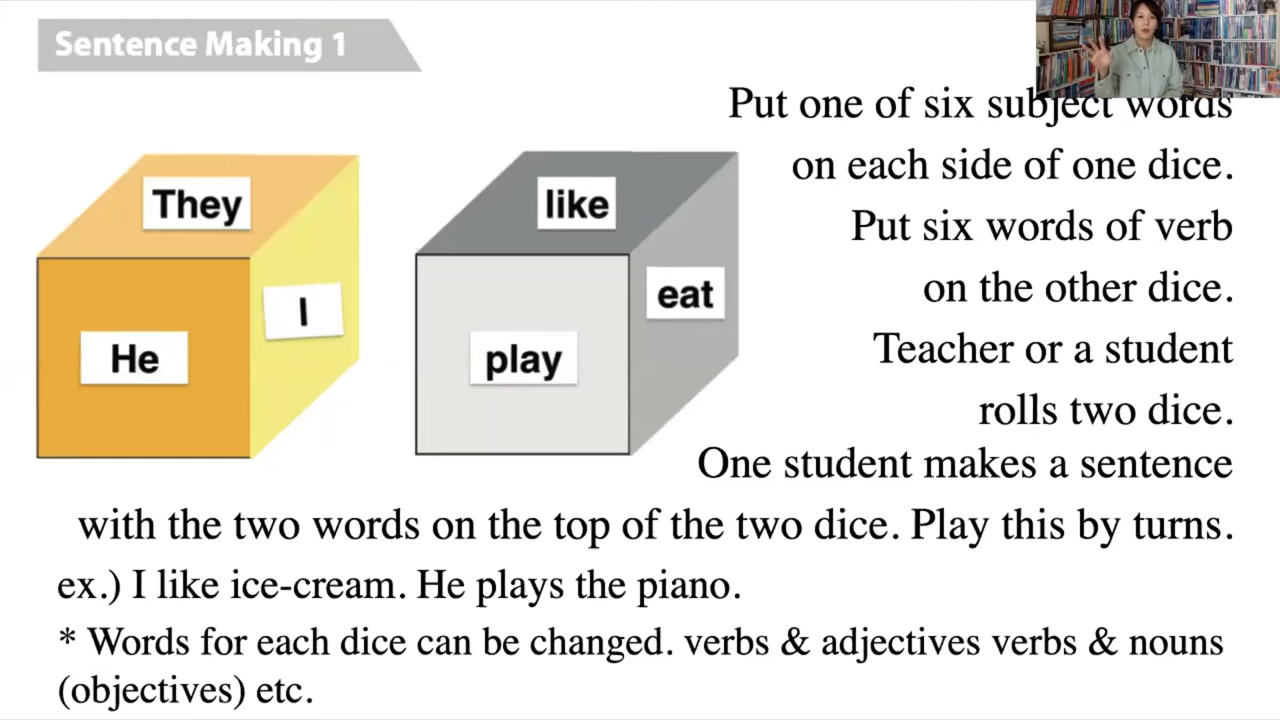 Sentence Making 1
Put one of six subject words
on each side of one dice.
They
like
Put six words of verb
on the other dice.
I
eat
He
play
Teacher or a student
rolls two dice.
One student makes a sentence
with the two words on the top of the two dice. Play this by turns.
ex.) I like ice-cream. He plays the piano.
* Words for each dice can be changed. verbs & adjectives verbs & nouns
(objectives) etc.